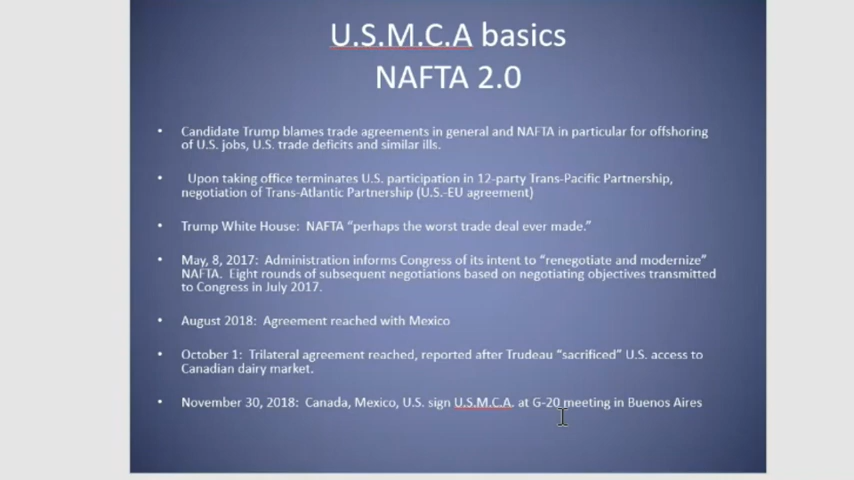 U.S.M.C.A basics
NAFTA 2.0
• Candidate Trump blames trade agreements in general and NAFTA in particular for offshoring
of U.S. jobs, U.S. trade deficits and similar ills.
• Upon taking office terminates U.S. participation in 12-party Trans-Pacific Partnership,
negotiation of Trans-Atlantic Partnership (U.S.-EU agreement)
• Trump White House: NAFTA “perhaps the worst trade deal ever made.”
• May, 8, 2017: Administration informs Congress of its intent to “renegotiate and modernize”
NAFTA. Eight rounds of subsequent negotiations based on negotiating objectives transmitted
to Congress in July 2017.
• August 2018: Agreement reached with Mexico
• October 1: Trilateral agreement reached, reported after Trudeau “sacrificed” U.S. access to
Canadian dairy market.
• November 30, 2018: Canada, Mexico, U.S. sign U.S.M.C.A. at G-20 meeting in Buenos Aires